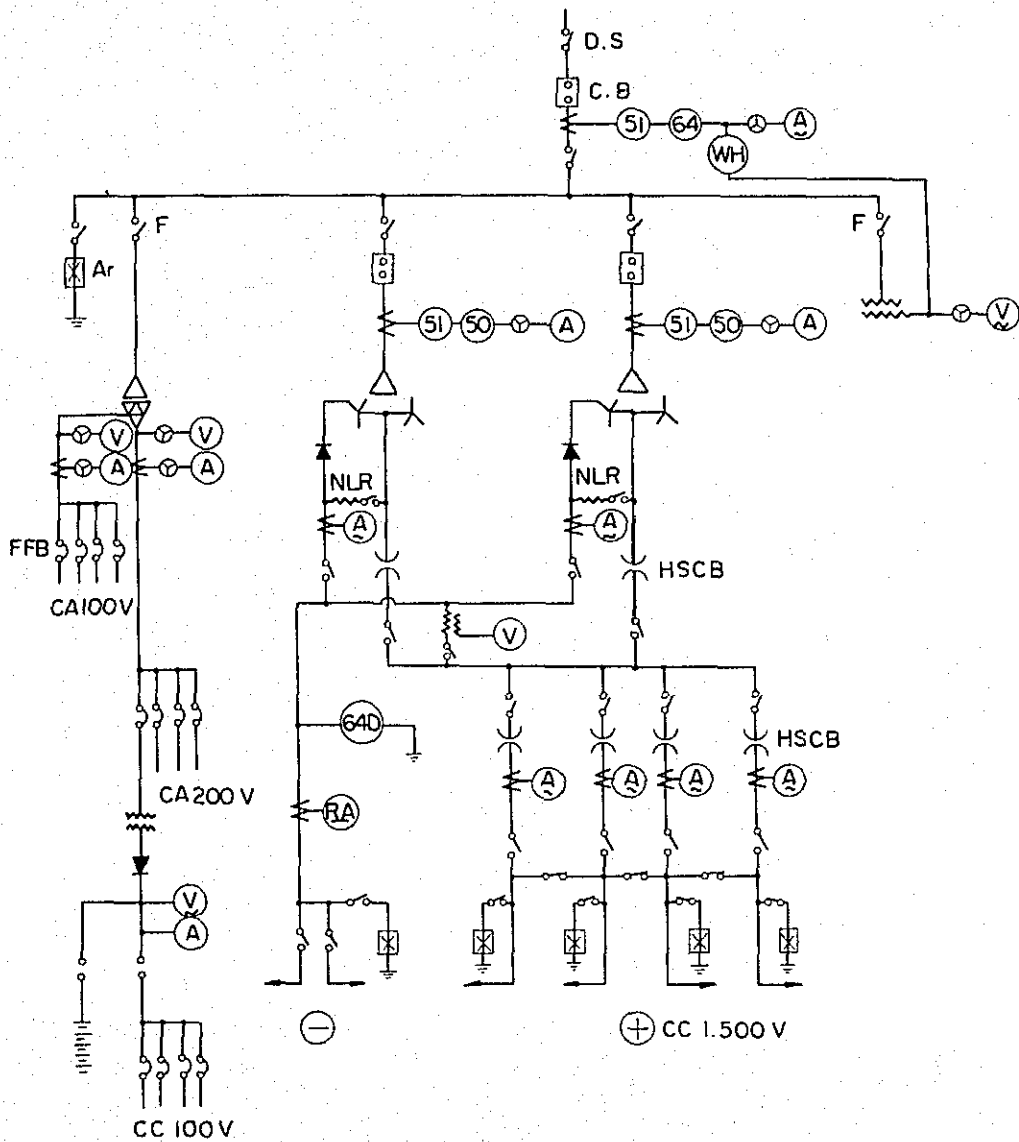 D.S
C.B
51 64 A
WH
F
F
Ar
51 50 A
51 50 A
V
V V
A A
NLR
NLR
A
A
FFB
HSCB
CA100V
V
64D
HSCB
A A A A
CA200V
RA
V
A
− + CC 1.500 V
CC 100V